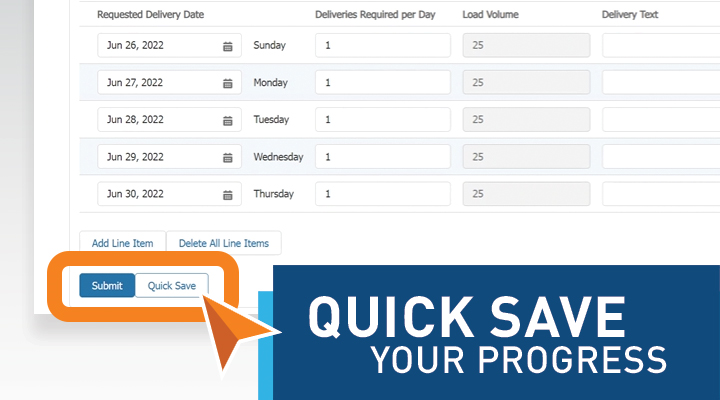 Requested Delivery Date Deliveries Required per Day Load Volume Delivery Text
Jun 26, 2022 Sunday 1 25
Jun 27, 2022 Monday 1 25
Jun 28, 2022 Tuesday 1 25
Jun 29, 2022 Wednesday 1 25
Jun 30, 2022 Thursday 1 25
Add Line Item Delete All Line Items
Submit Quick Save
QUICK SAVE
YOUR PROGRESS